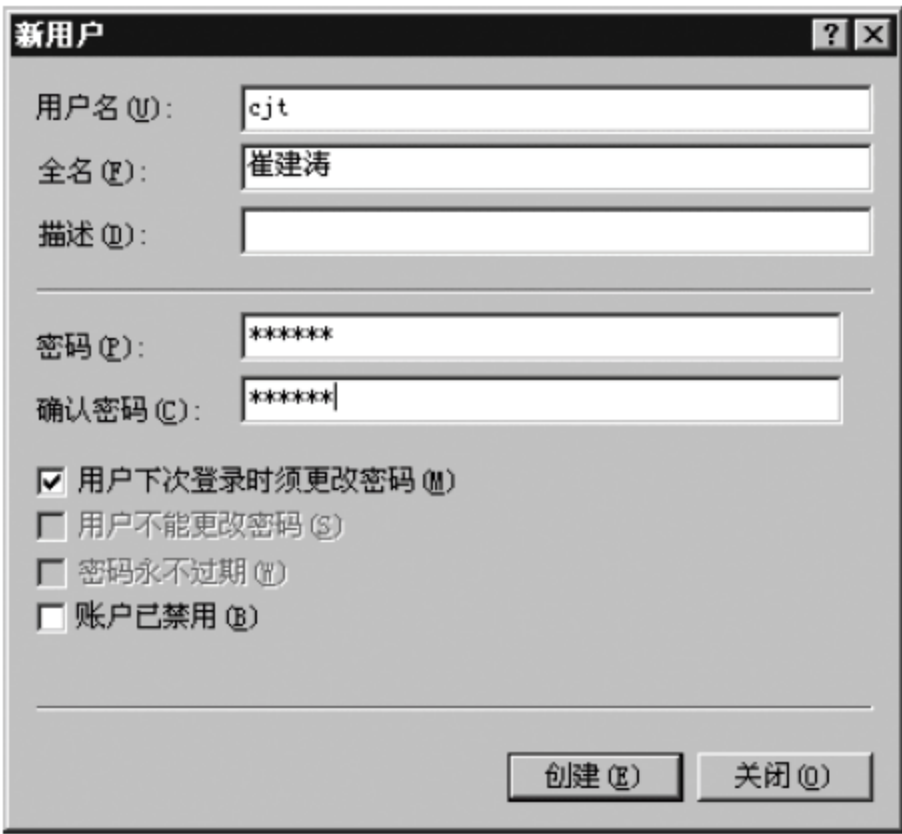 新用户
用户名(U): cjt
全名(F): 崔建涛
描述(D):
密码(P): ******
确认密码(C): ******
用户下次登录时须更改密码(M)
用户不能更改密码(S)
密码永不过期(W)
账户已禁用(B)
创建(E) 关闭(O)